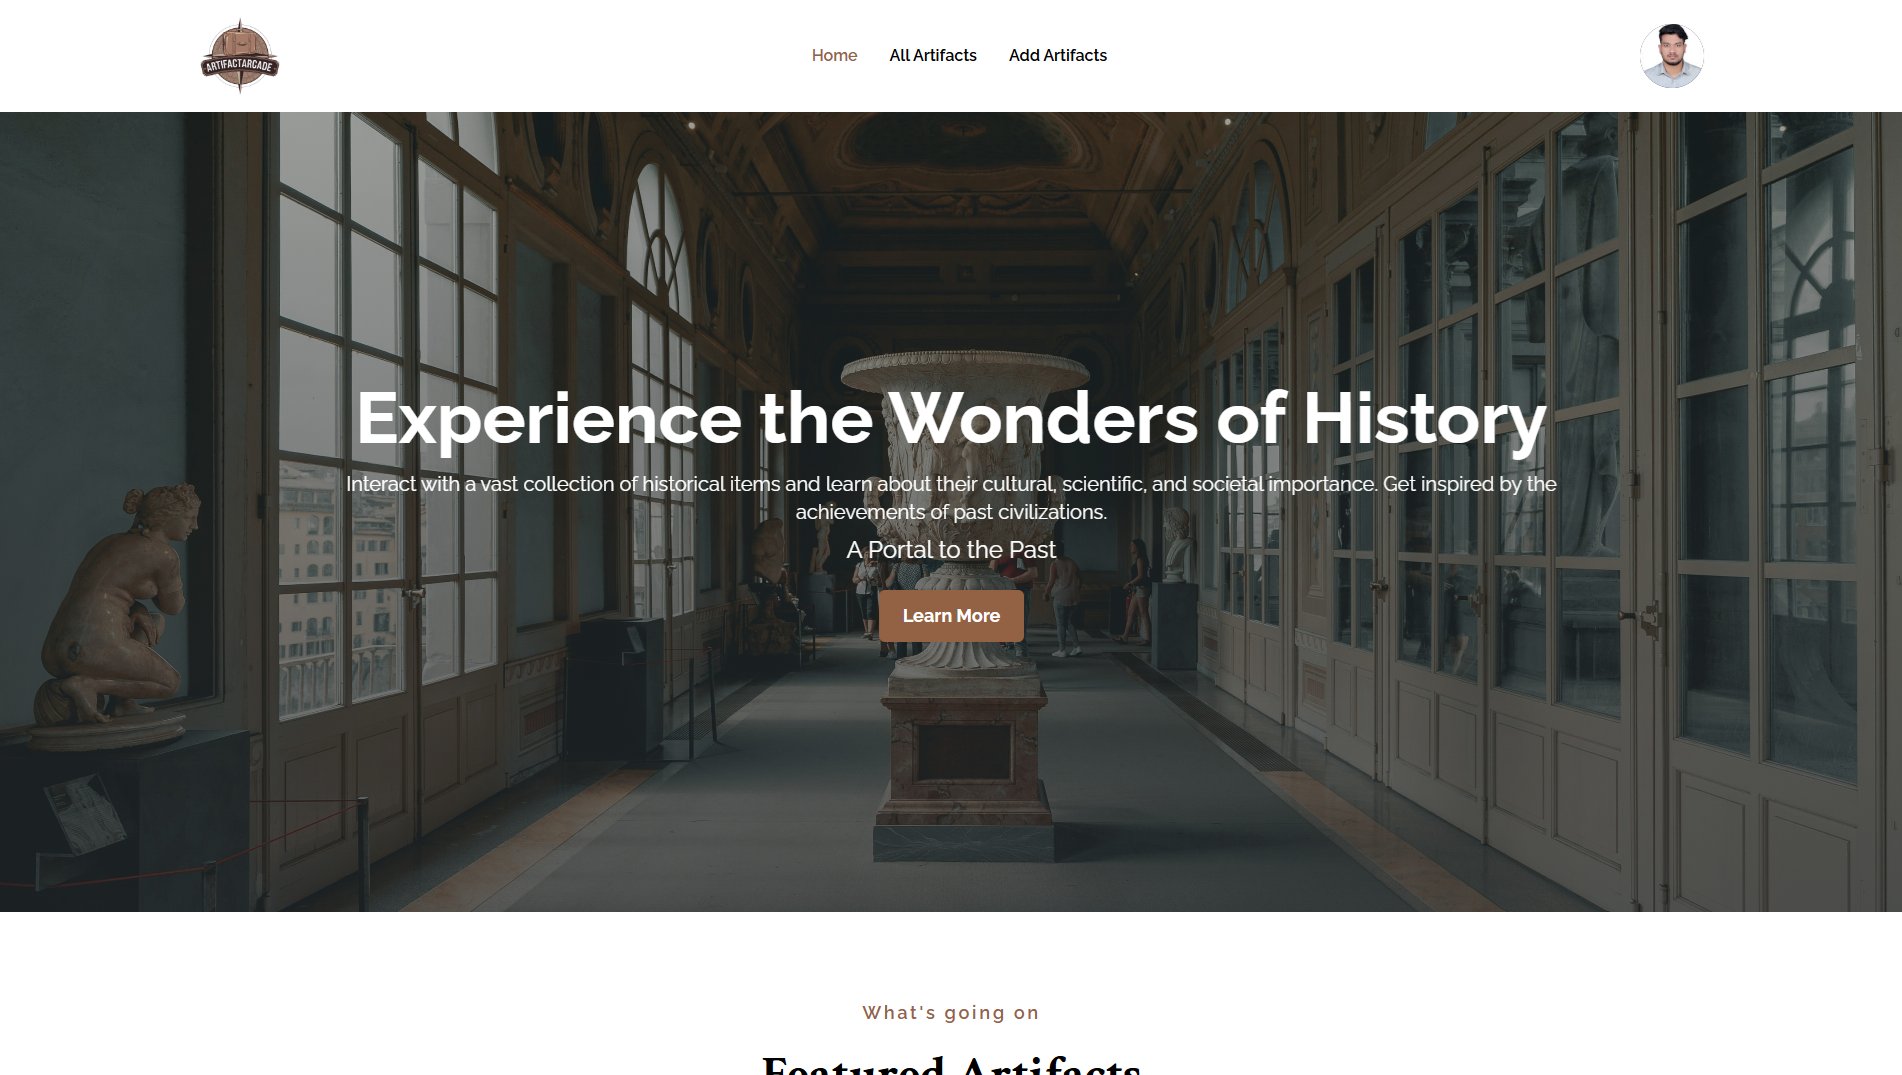 ARTIFACTARCADE
Home
All Artifacts
Add Artifacts
Experience the Wonders of History
Interact with a vast collection of historical items and learn about their cultural, scientific, and societal importance. Get inspired by the
achievements of past civilizations.
A Portal to the Past
Learn More
What's going on
Featured Artifacts